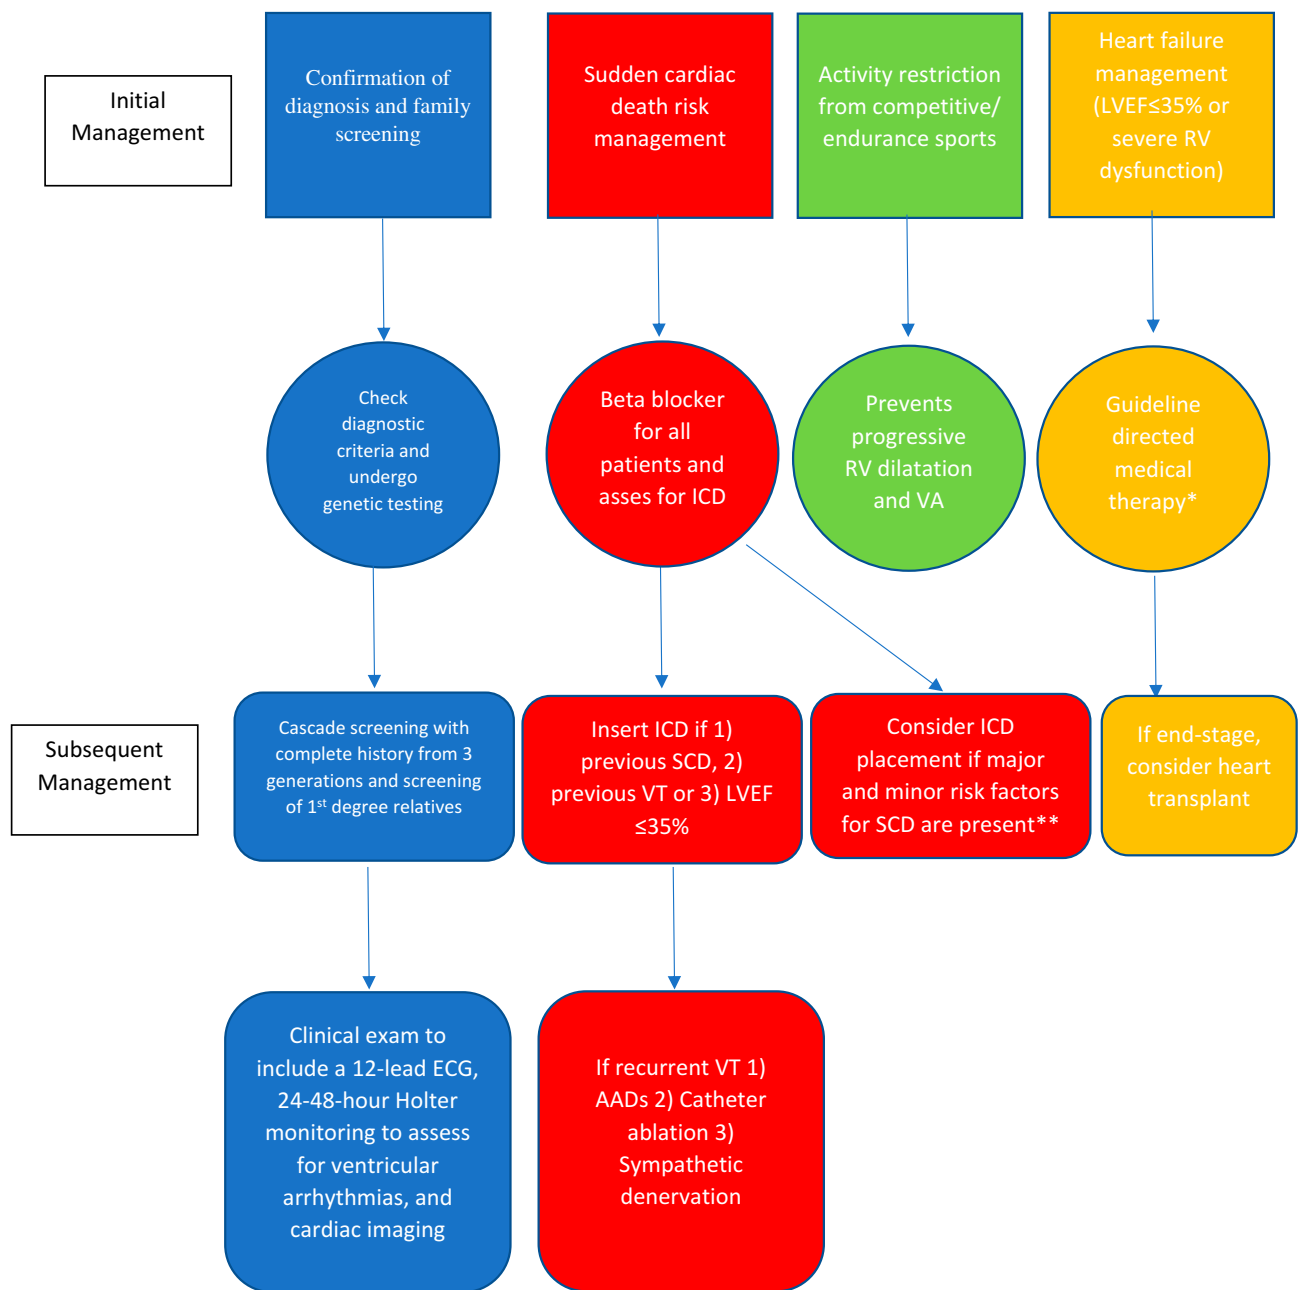 Initial
Management
Confirmation of
diagnosis and family
screening
Sudden cardiac
death risk
management
Activity restriction
from competitive/
endurance sports
Heart failure
management
(LVEF≤35% or
severe RV
dysfunction)
Check
diagnostic
criteria and
undergo
genetic testing
Beta blocker
for all
patients and
asses for ICD
Prevents
progressive
RV dilatation
and VA
Guideline
directed
medical
therapy*
Subsequent
Management
Cascade screening with
complete history from 3
generations and screening
of 1st degree relatives
Insert ICD if 1)
previous SCD, 2)
previous VT or 3) LVEF
≤35%
Consider ICD
placement if major
and minor risk factors
for SCD are present**
If end-stage,
consider heart
transplant
Clinical exam to
include a 12-lead ECG,
24-48-hour Holter
monitoring to assess
for ventricular
arrhythmias, and
cardiac imaging
If recurrent VT 1)
AADs 2) Catheter
ablation 3)
Sympathetic
denervation